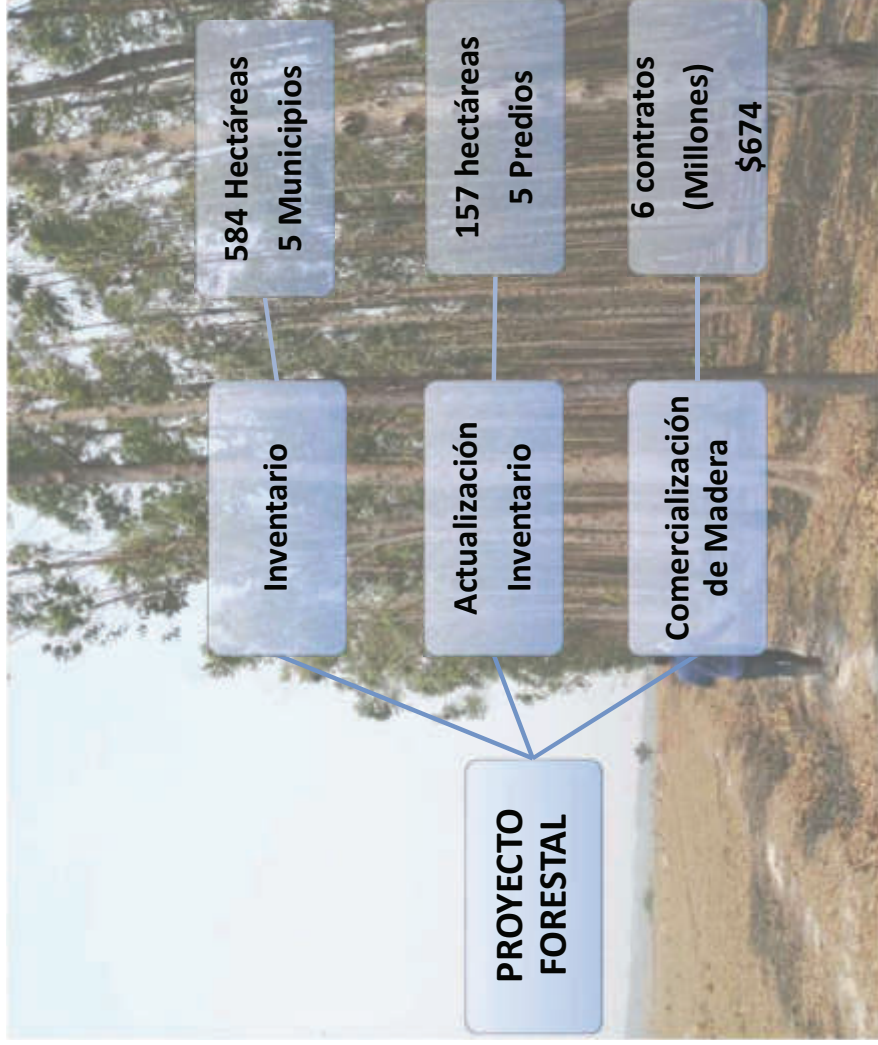 PROYECTO
FORESTAL
Inventario
584 Hectáreas
5 Municipios
Actualización
Inventario
157 hectáreas
5 Predios
Comercialización
de Madera
6 contratos
(Millones)
$674